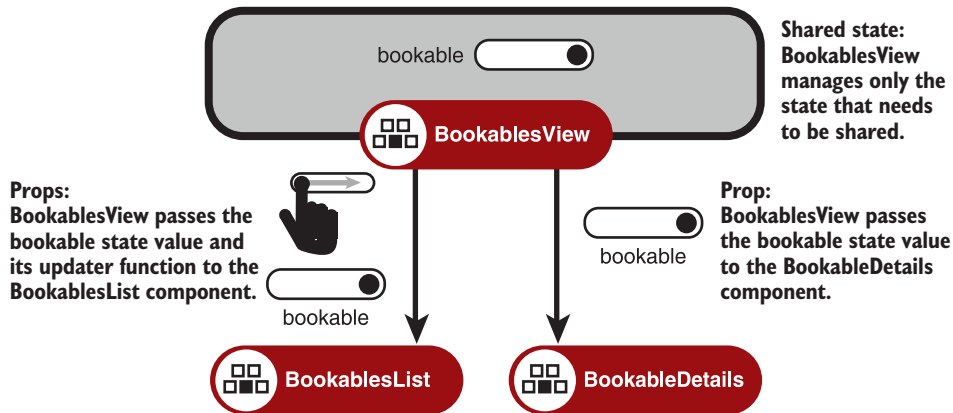 bookable
Shared state:
BookablesView
manages only the
state that needs
to be shared.
BookablesView
Props:
BookablesView passes the
bookable state value and
its updater function to the
BookablesList component.
bookable
Prop:
BookablesView passes
the bookable state value
to the BookableDetails
component.
bookable
BookablesList
BookableDetails